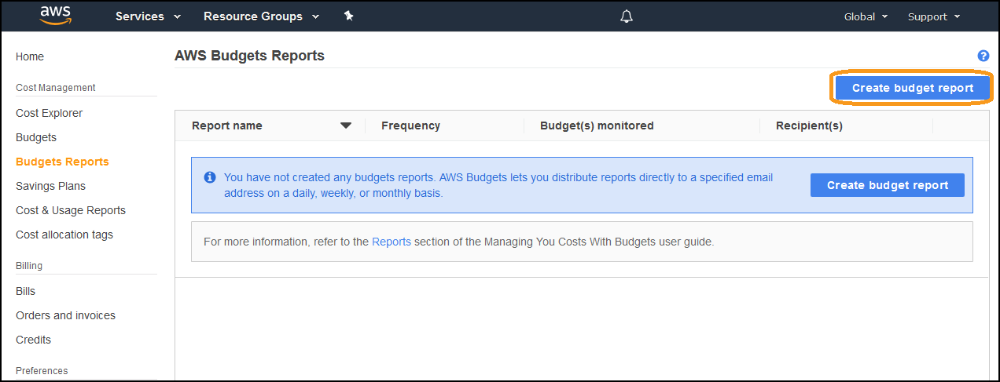 aws Services Resource Groups Global Support
Home
Cost Management
Cost Explorer
Budgets
Budgets Reports
Savings Plans
Cost & Usage Reports
Cost allocation tags
Billing
Bills
Orders and invoices
Credits
Preferences
AWS Budgets Reports
?
Create budget report
Report name Frequency Budget(s) monitored Recipient(s)
You have not created any budgets reports. AWS Budgets lets you distribute reports directly to a specified email
address on a daily, weekly, or monthly basis.
Create budget report
For more information, refer to the Reports section of the Managing You Costs With Budgets user guide.